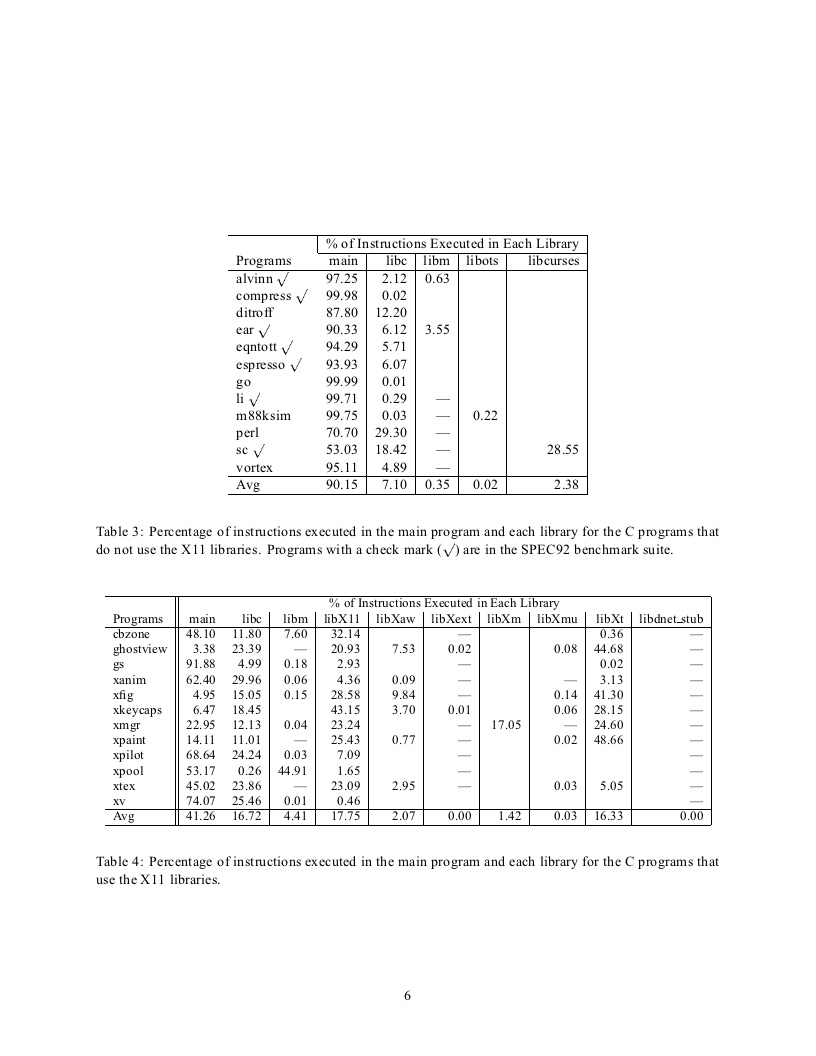 % of Instructions Executed in Each Library
Programs main libc libm libots libcurses
alvinn √ 97.25 2.12 0.63
compress √ 99.98 0.02
ditroff 87.80 12.20
ear √ 90.33 6.12 3.55
eqntott √ 94.29 5.71
espresso √ 93.93 6.07
go 99.99 0.01
li √ 99.71 0.29 —
m88ksim 99.75 0.03 — 0.22
perl 70.70 29.30 —
sc √ 53.03 18.42 — 28.55
vortex 95.11 4.89 —
Avg 90.15 7.10 0.35 0.02 2.38
Table 3: Percentage of instructions executed in the main program and each library for the C programs that
do not use the X11 libraries. Programs with a check mark (√) are in the SPEC92 benchmark suite.
% of Instructions Executed in Each Library
Programs main libc libm libX11 libXaw libXext libXm libXmu libXt libdnet_stub
cbzone 48.10 11.80 7.60 32.14 — 0.36 —
ghostview 3.38 23.39 — 20.93 7.53 0.02 0.08 44.68 —
gs 91.88 4.99 0.18 2.93 — 0.02 —
xanim 62.40 29.96 0.06 4.36 0.09 — — 3.13 —
xfig 4.95 15.05 0.15 28.58 9.84 — 0.14 41.30 —
xkeycaps 6.47 18.45 43.15 3.70 0.01 0.06 28.15 —
xmgr 22.95 12.13 0.04 23.24 — 17.05 — 24.60 —
xpaint 14.11 11.01 — 25.43 0.77 — 0.02 48.66 —
xpilot 68.64 24.24 0.03 7.09 — —
xpool 53.17 0.26 44.91 1.65 — —
xtex 45.02 23.86 — 23.09 2.95 — 0.03 5.05 —
xv 74.07 25.46 0.01 0.46 —
Avg 41.26 16.72 4.41 17.75 2.07 0.00 1.42 0.03 16.33 0.00
Table 4: Percentage of instructions executed in the main program and each library for the C programs that
use the X11 libraries.
6